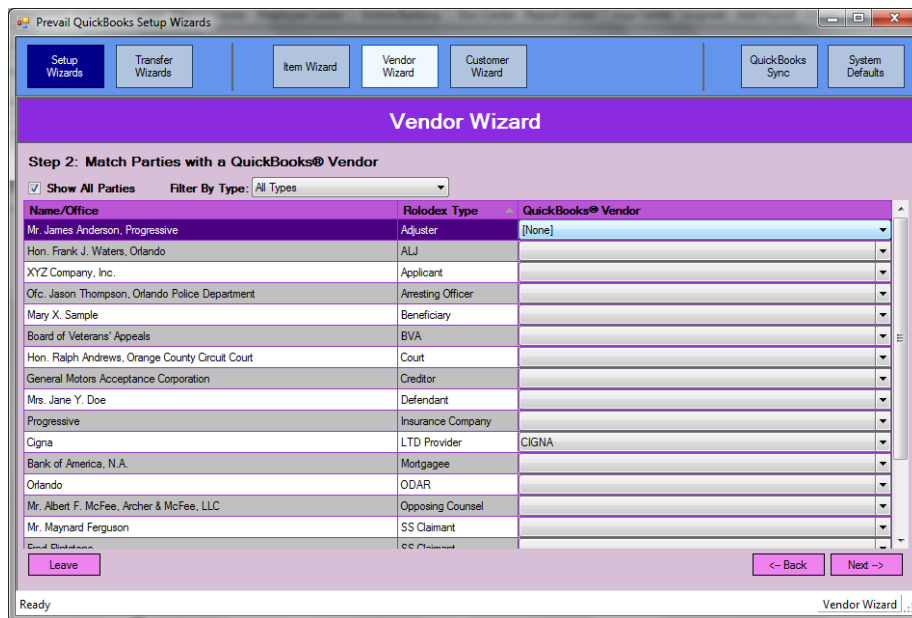 Prevail QuickBooks Setup Wizards
Setup Wizards
Transfer Wizards
Item Wizard
Vendor Wizard
Customer Wizard
QuickBooks Sync
System Defaults
Vendor Wizard
Step 2: Match Parties with a QuickBooks® Vendor
Show All Parties Filter By Type: All Types
Name/Office Rolodex Type QuickBooks® Vendor
Mr. James Anderson, Progressive Adjuster [None]
Hon. Frank J. Waters, Orlando ALJ
XYZ Company, Inc. Applicant
Ofc. Jason Thompson, Orlando Police Department Arresting Officer
Mary X. Sample Beneficiary
Board of Veterans' Appeals BVA
Hon. Ralph Andrews, Orange County Circuit Court Court
General Motors Acceptance Corporation Creditor
Mrs. Jane Y. Doe Defendant
Progressive Insurance Company
Cigna LTD Provider CIGNA
Bank of America, N.A. Mortgagee
Orlando ODAR
Mr. Albert F. McFee, Archer & McFee, LLC Opposing Counsel
Mr. Maynard Ferguson SS Claimant
Fred Flintstone SS Claimant
Leave <-- Back Next -->
Ready Vendor Wizard